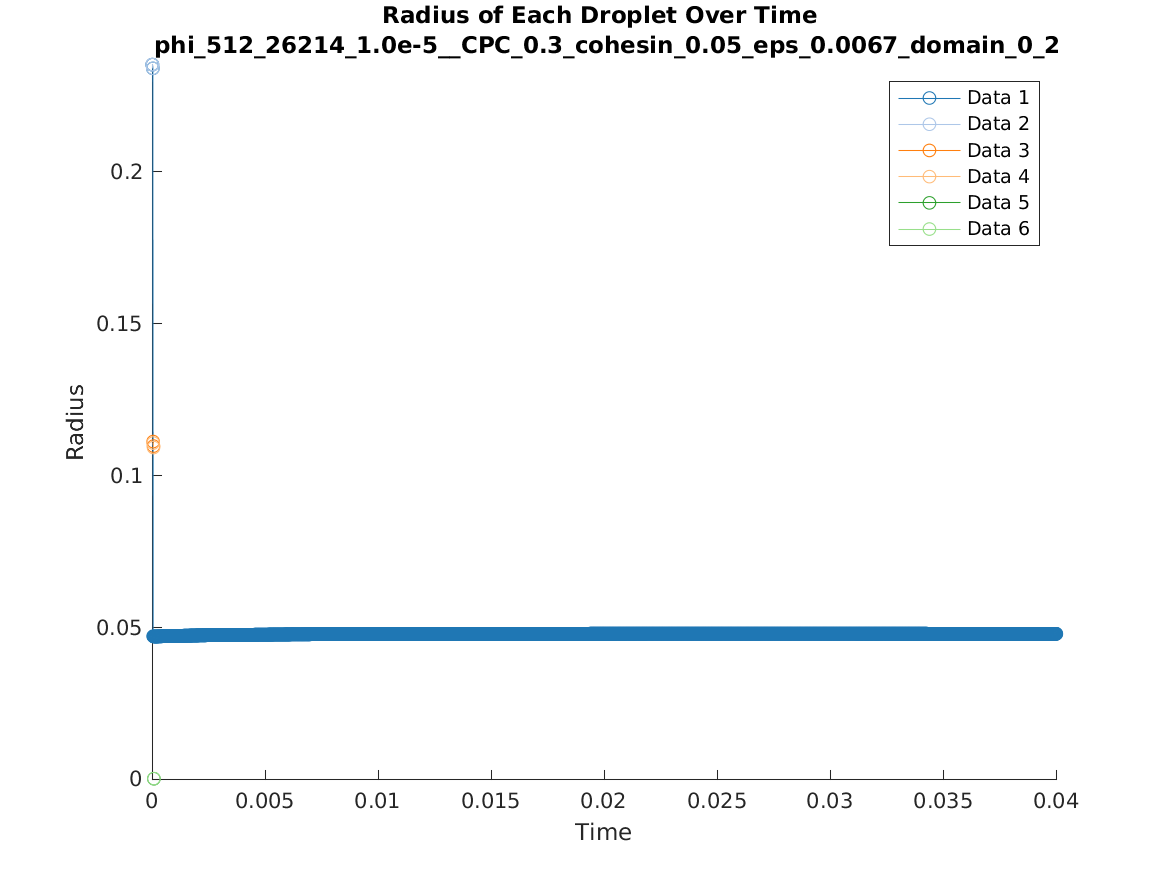 Radius of Each Droplet Over Time
phi_512_26214_1.0e-5__CPC_0.3_cohesin_0.05_eps_0.0067_domain_0_2
Data 1
Data 2
Data 3
Data 4
Data 5
Data 6
0.2
0.15
0.1
0.05
0
Radius
0
0.005
0.01
0.015
0.02
0.025
0.03
0.035
0.04
Time